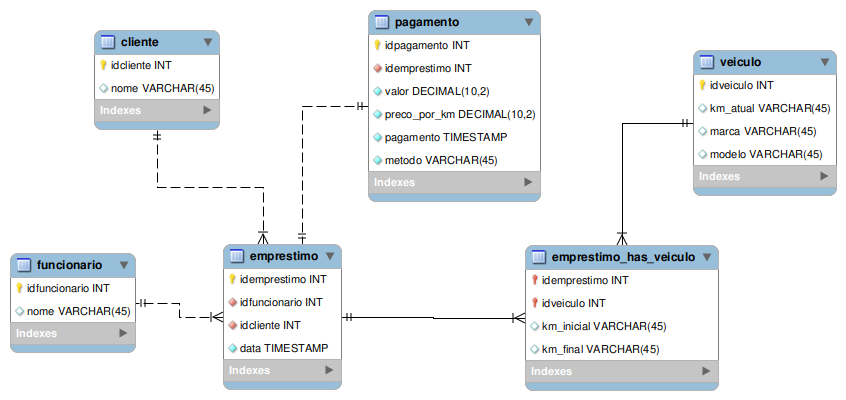 cliente
idcliente INT
nome VARCHAR(45)
Indexes
pagamento
idpagamento INT
idemprestimo INT
valor DECIMAL(10,2)
preco_por_km DECIMAL(10,2)
pagamento TIMESTAMP
metodo VARCHAR(45)
Indexes
veiculo
idveiculo INT
km_atual VARCHAR(45)
marca VARCHAR(45)
modelo VARCHAR(45)
Indexes
funcionario
idfuncionario INT
nome VARCHAR(45)
Indexes
emprestimo
idemprestimo INT
idfuncionario INT
idcliente INT
data TIMESTAMP
Indexes
emprestimo_has_veiculo
idemprestimo INT
idveiculo INT
km_inicial VARCHAR(45)
km_final VARCHAR(45)
Indexes